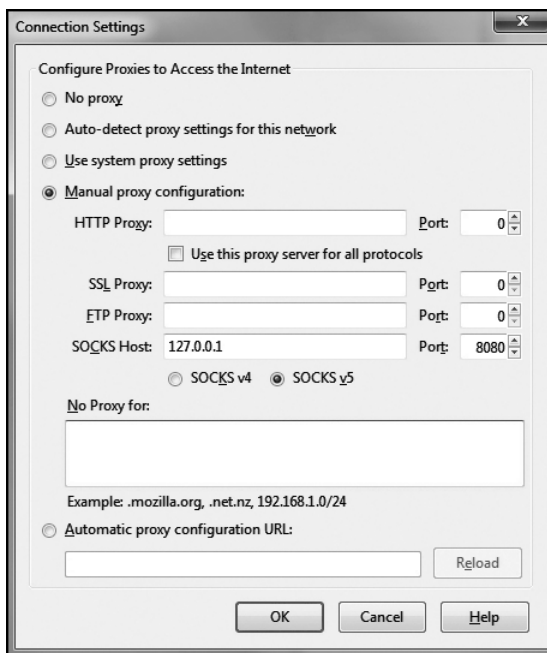 Connection Settings
X
Configure Proxies to Access the Internet
No proxy
Auto-detect proxy settings for this network
Use system proxy settings
Manual proxy configuration:
HTTP Proxy: Port: 0
Use this proxy server for all protocols
SSL Proxy: Port: 0
FTP Proxy: Port: 0
SOCKS Host: 127.0.0.1 Port: 8080
SOCKS v4 SOCKS v5
No Proxy for:
Example: .mozilla.org, .net.nz, 192.168.1.0/24
Automatic proxy configuration URL:
Reload
OK Cancel Help